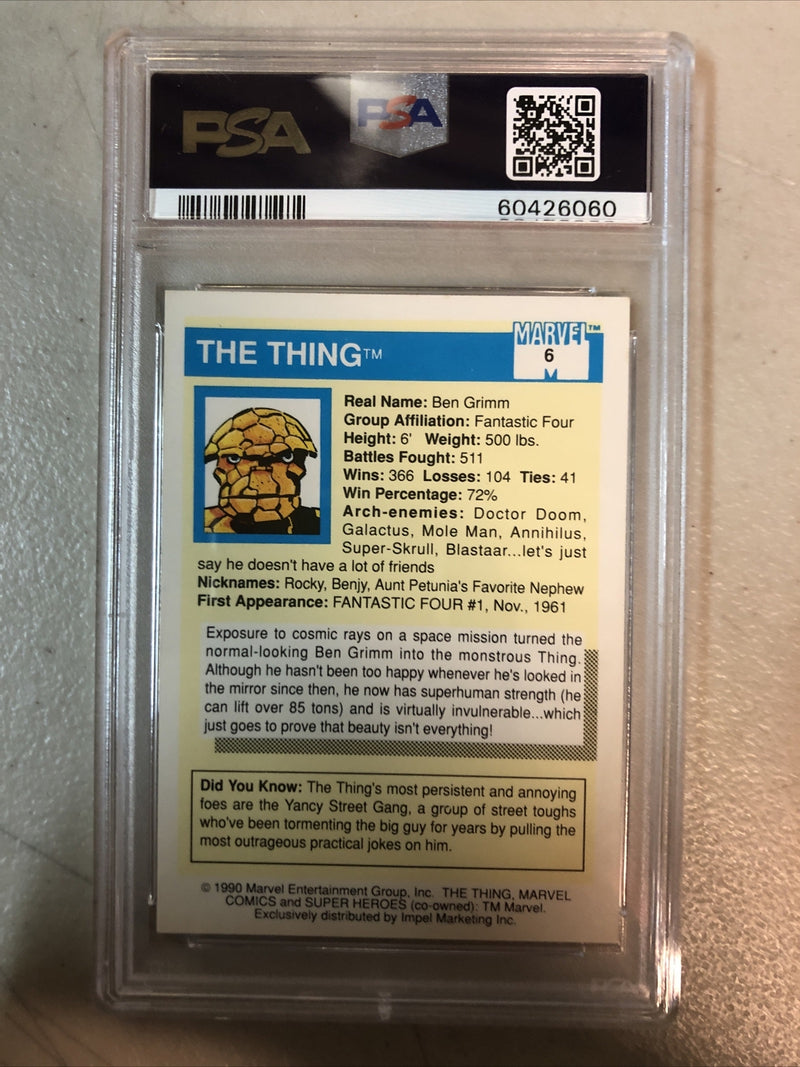 PSA
PSA
60426060
THE THING™
MARVEL™
6
Real Name: Ben Grimm
Group Affiliation: Fantastic Four
Height: 6' Weight: 500 lbs.
Battles Fought: 511
Wins: 366 Losses: 104 Ties: 41
Win Percentage: 72%
Arch-enemies: Doctor Doom,
Galactus, Mole Man, Annihilus,
Super-Skrull, Blastaar...let's just
say he doesn't have a lot of friends
Nicknames: Rocky, Benjy, Aunt Petunia's Favorite Nephew
First Appearance: FANTASTIC FOUR #1, Nov., 1961
Exposure to cosmic rays on a space mission turned the
normal-looking Ben Grimm into the monstrous Thing.
Although he hasn't been too happy whenever he's looked in
the mirror since then, he now has superhuman strength (he
can lift over 85 tons) and is virtually invulnerable...which
just goes to prove that beauty isn't everything!
Did You Know: The Thing's most persistent and annoying
foes are the Yancy Street Gang, a group of street toughs
who've been tormenting the big guy for years by pulling the
most outrageous practical jokes on him.
© 1990 Marvel Entertainment Group, Inc. THE THING, MARVEL
COMICS and SUPER HEROES (co-owned): TM Marvel.
Exclusively distributed by Impel Marketing Inc.
PSA